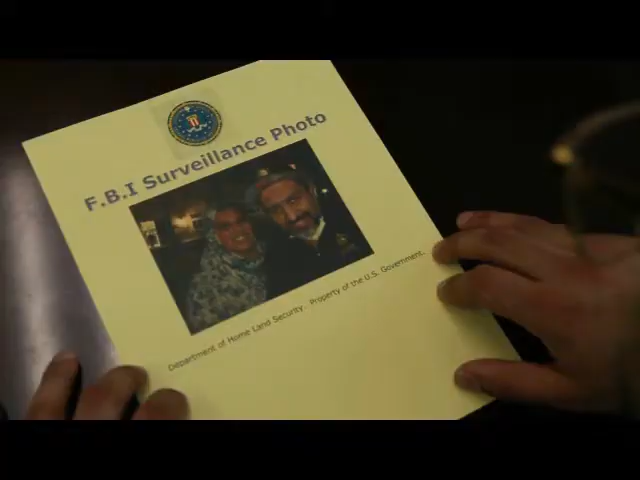 F.B.I Surveillance Photo
Department of Home Land Security. Property of the U.S. Government.